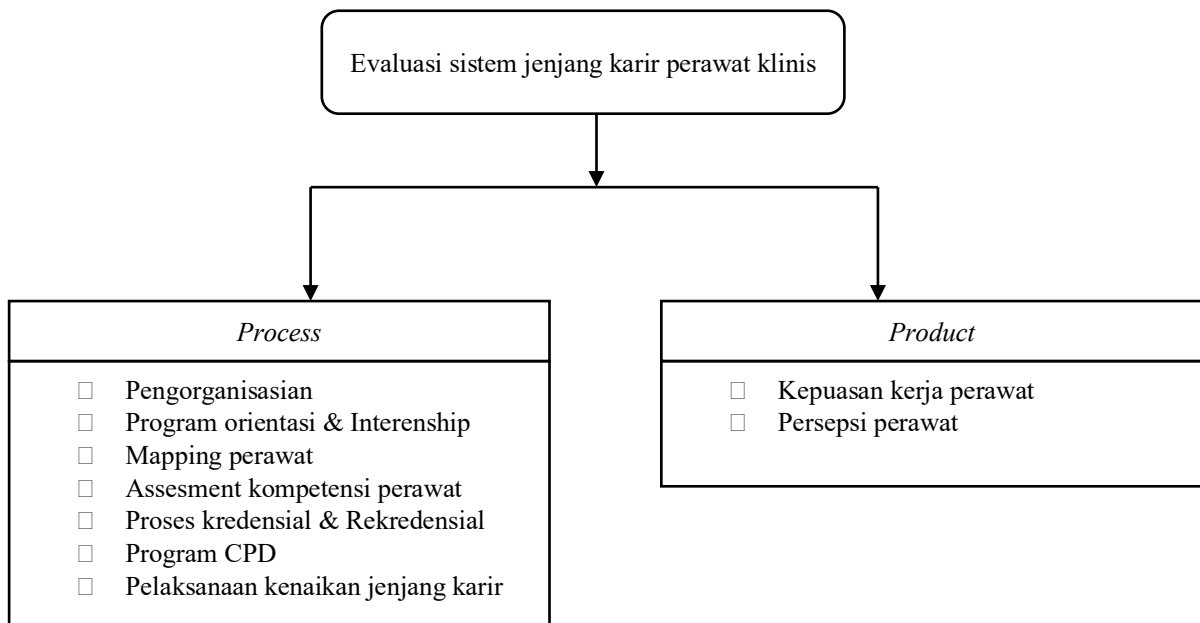 Evaluasi sistem jenjang karir perawat klinis
Process
Pengorganisasian
Program orientasi & Interenship
Mapping perawat
Assesment kompetensi perawat
Proses kredensial & Rekredensial
Program CPD
Pelaksanaan kenaikan jenjang karir
Product
Kepuasan kerja perawat
Persepsi perawat